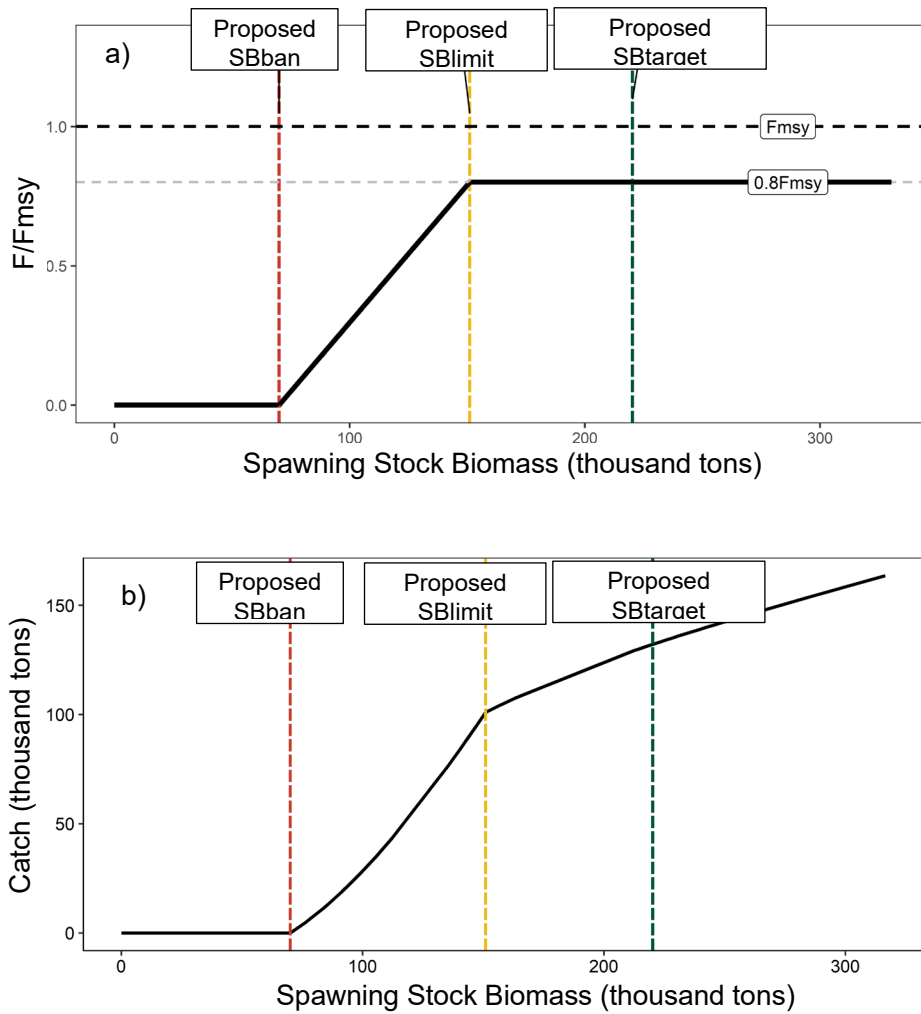 a)
Proposed
SBban
Proposed
SBlimit
Proposed
SBtarget
1.0
Fmsy
0.8Fmsy
0.5
0.0
F/Fmsy
0
100
200
300
Spawning Stock Biomass (thousand tons)
b)
Proposed
SBban
Proposed
SBlimit
Proposed
SBtarget
150
100
50
0
Catch (thousand tons)
0
100
200
300
Spawning Stock Biomass (thousand tons)